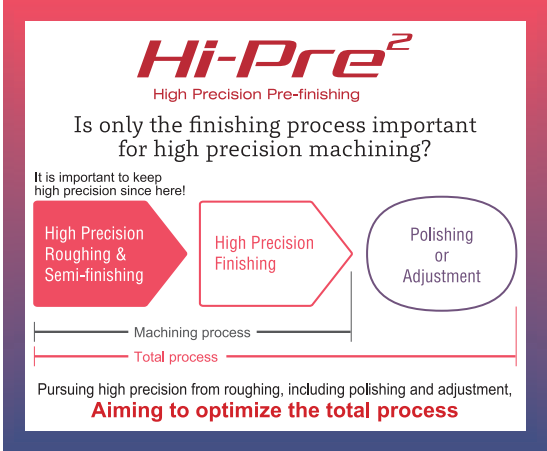 Hi-Pre²
High Precision Pre-finishing
Is only the finishing process important
for high precision machining?
It is important to keep
high precision since here!
High Precision
Roughing &
Semi-finishing
High Precision
Finishing
Polishing
or
Adjustment
Machining process
Total process
Pursuing high precision from roughing, including polishing and adjustment,
Aiming to optimize the total process